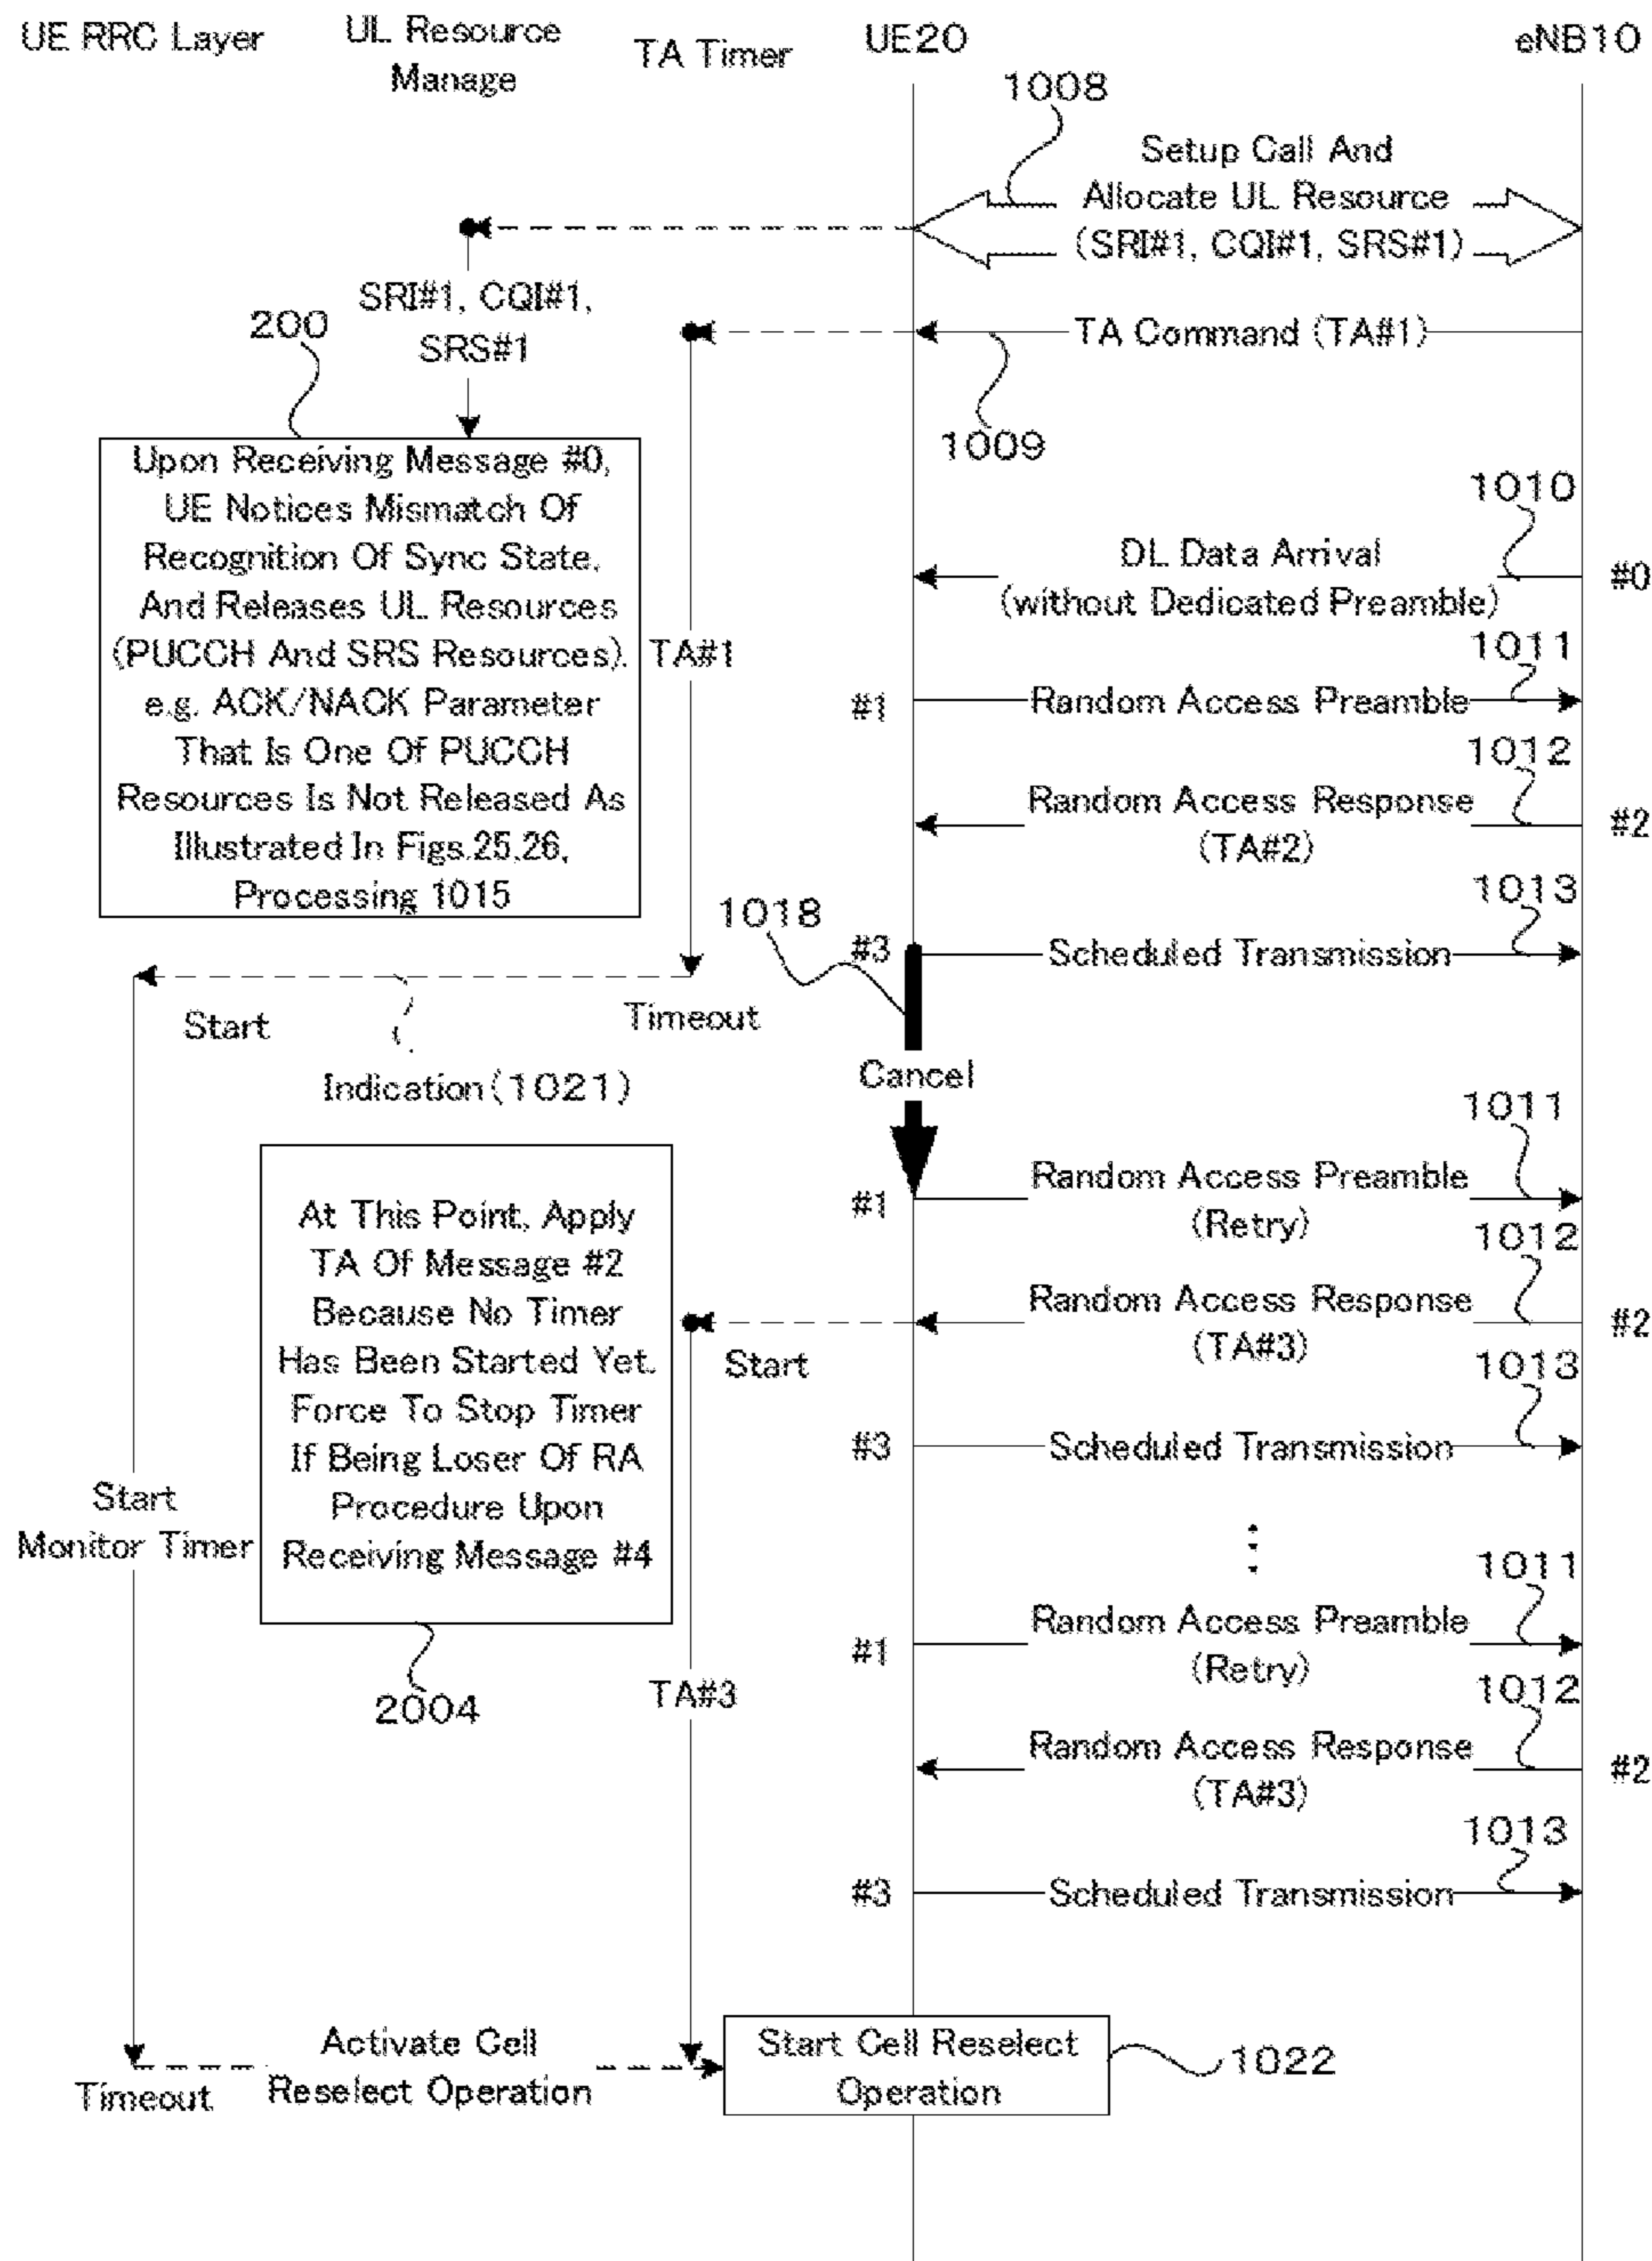 UE RRC Layer
UL Resource
Manage
TA Timer
UE20
eNB10
1008
Setup Call And
Allocate UL Resource
(SRI#1, CQI#1, SRS#1)
SRI#1, CQI#1,
SRS#1
TA Command (TA#1)
1009
200
Upon Receiving Message #0,
UE Notices Mismatch Of
Recognition Of Sync State,
And Releases UL Resources
(PUCCH And SRS Resources).
e.g. ACK/NACK Parameter
That Is One Of PUCCH
Resources Is Not Released As
Illustrated In Figs.25,26,
Processing 1015
TA#1
1010
DL Data Arrival
(without Dedicated Preamble)
#0
1011
#1
Random Access Preamble
1012
Random Access Response
(TA#2)
#2
1013
#3
Scheduled Transmission
1018
Cancel
Start
Timeout
Indication(1021)
1011
#1
Random Access Preamble
(Retry)
1012
Random Access Response
(TA#3)
#2
Start
1013
#3
Scheduled Transmission
At This Point, Apply
TA Of Message #2
Because No Timer
Has Been Started Yet.
Force To Stop Timer
If Being Loser Of RA
Procedure Upon
Receiving Message #4
2004
Start
Monitor Timer
TA#3
1011
#1
Random Access Preamble
(Retry)
1012
Random Access Response
(TA#3)
#2
1013
#3
Scheduled Transmission
Timeout
Activate Cell
Reselect Operation
Start Cell Reselect
Operation
1022